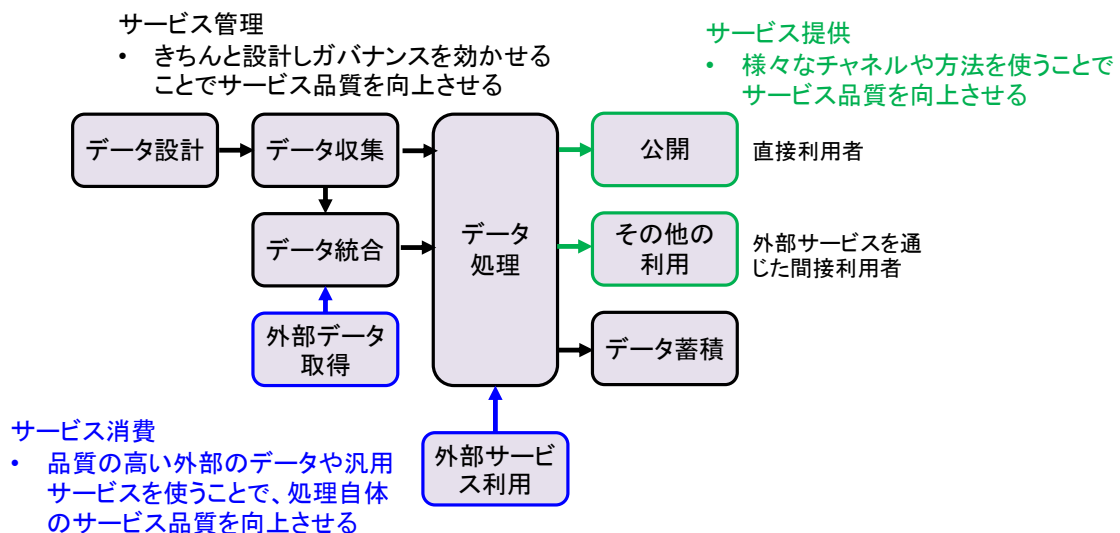 サービス管理
• きちんと設計しガバナンスを効かせる
ことでサービス品質を向上させる
サービス提供
• 様々なチャネルや方法を使うことで
サービス品質を向上させる
データ設計
データ収集
データ統合
外部データ
取得
データ
処理
外部サービ
ス利用
公開
直接利用者
その他の
利用
外部サービスを通
じた間接利用者
データ蓄積
サービス消費
• 品質の高い外部のデータや汎用
サービスを使うことで、処理自体
のサービス品質を向上させる